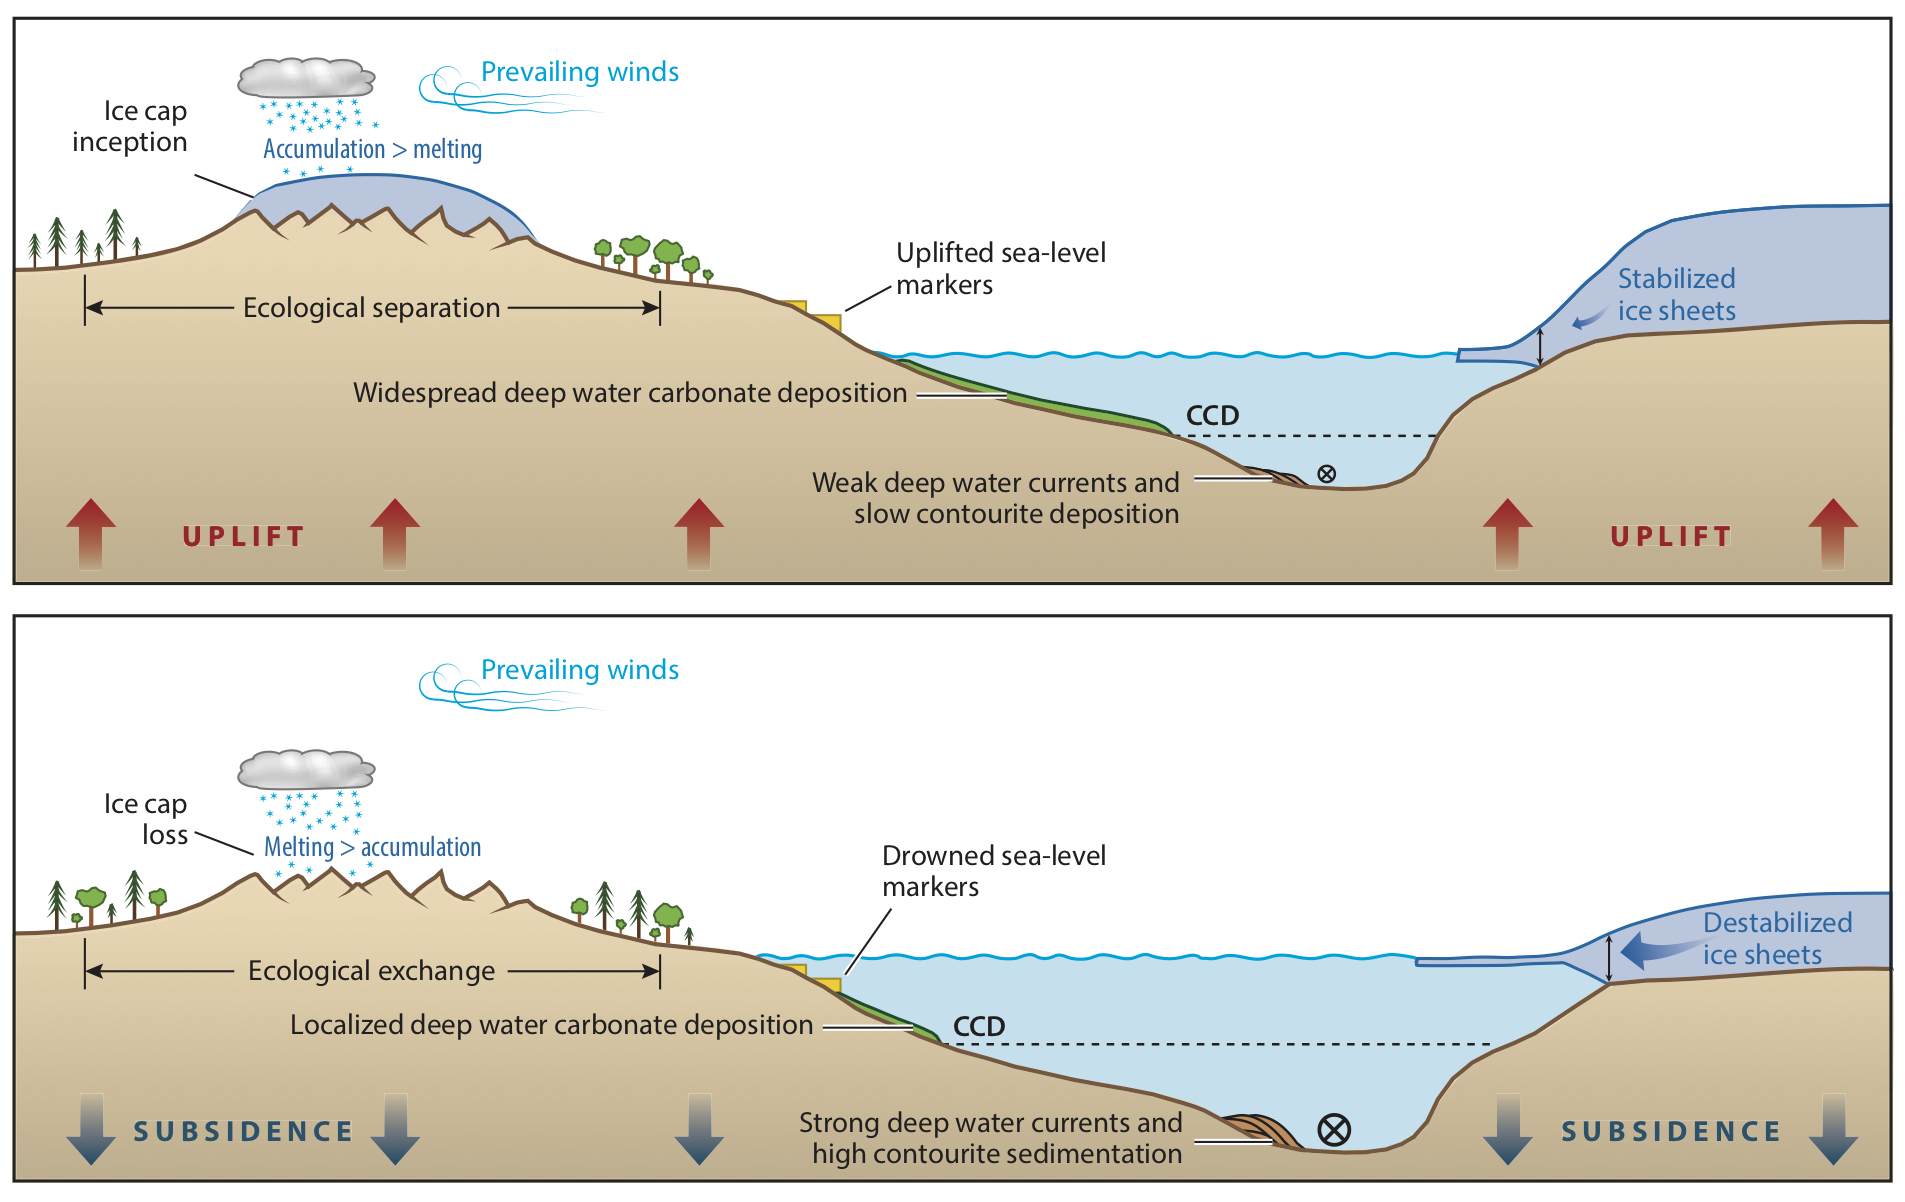 Prevailing winds
Ice cap
inception
Accumulation > melting
Uplifted sea-level
markers
Stabilized
ice sheets
Ecological separation
Widespread deep water carbonate deposition
CCD
Weak deep water currents and
slow contourite deposition
UPLIFT
UPLIFT
Prevailing winds
Ice cap
loss
Melting > accumulation
Drowned sea-level
markers
Destabilized
ice sheets
Ecological exchange
Localized deep water carbonate deposition
CCD
Strong deep water currents and
high contourite sedimentation
SUBSIDENCE
SUBSIDENCE